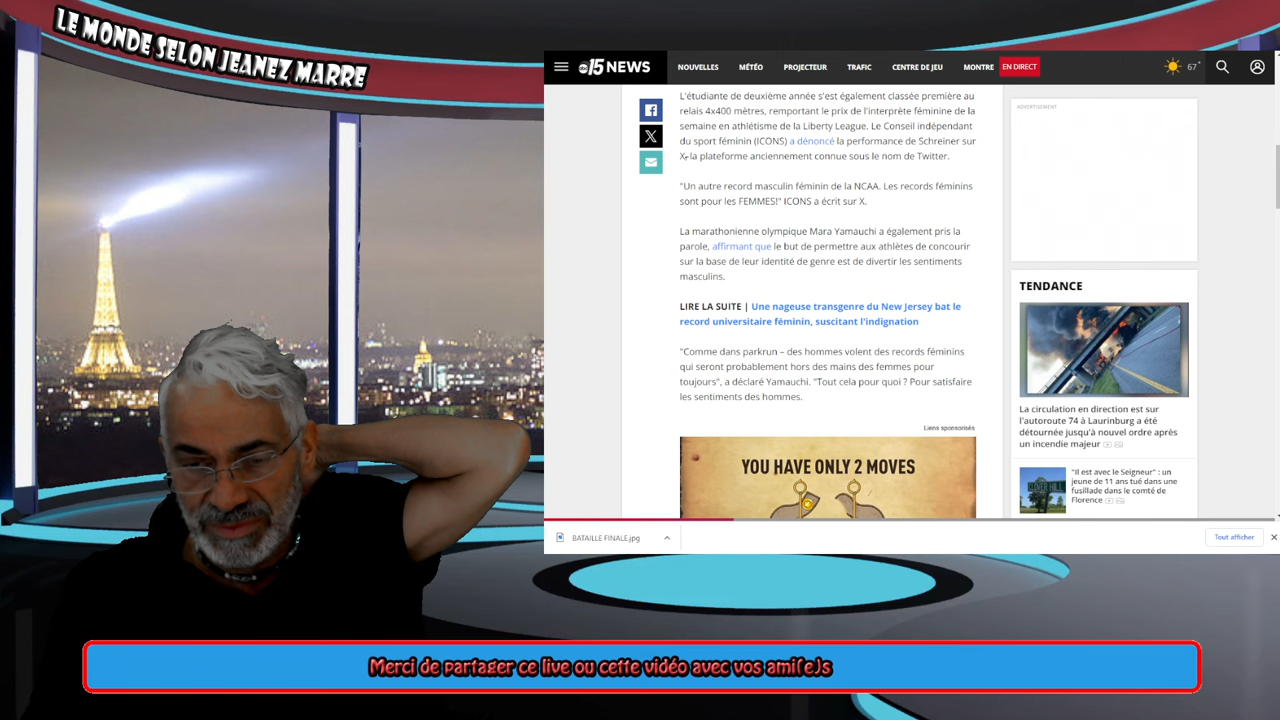 LE MONDE SELON JEANEZ MARRE
abc 15 NEWS
NOUVELLES
MÉTÉO
PROJECTEUR
TRAFIC
CENTRE DE JEU
MONTRE
EN DIRECT
67°
L'étudiante de deuxième année s'est également classée première au
relais 4x400 mètres, remportant le prix de l'interprète féminine de la
semaine en athlétisme de la Liberty League. Le Conseil indépendant
du sport féminin (ICONS) a dénoncé la performance de Schreiner sur
X, la plateforme anciennement connue sous le nom de Twitter.
"Un autre record masculin féminin de la NCAA. Les records féminins
sont pour les FEMMES!" ICONS a écrit sur X.
La marathonienne olympique Mara Yamauchi a également pris la
parole, affirmant que le but de permettre aux athlètes de concourir
sur la base de leur identité de genre est de divertir les sentiments
masculins.
LIRE LA SUITE | Une nageuse transgenre du New Jersey bat le
record universitaire féminin, suscitant l'indignation
"Comme dans parkrun – des hommes volent des records féminins
qui seront probablement hors des mains des femmes pour
toujours", a déclaré Yamauchi. "Tout cela pour quoi ? Pour satisfaire
les sentiments des hommes.
Liens sponsorisés
YOU HAVE ONLY 2 MOVES
ADVERTISEMENT
TENDANCE
La circulation en direction est sur
l'autoroute 74 à Laurinburg a été
détournée jusqu'à nouvel ordre après
un incendie majeur
"Il est avec le Seigneur" : un
jeune de 11 ans tué dans une
fusillade dans le comté de
Florence
BATAILLE FINALE.jpg
Tout afficher
Merci de partager ce live ou cette vidéo avec vos ami(e)s